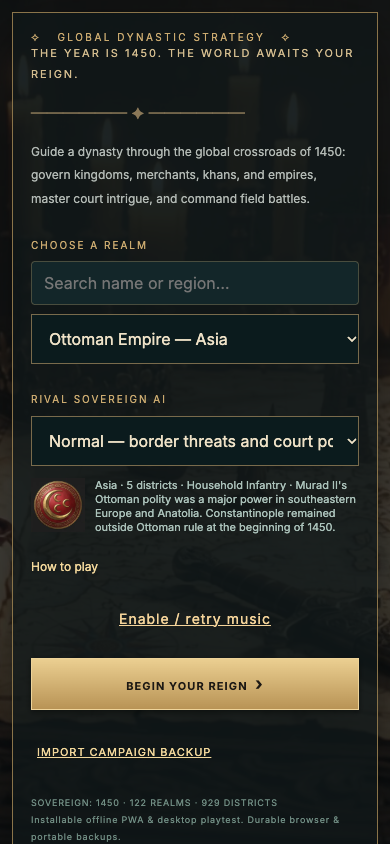 ✧ GLOBAL DYNASTIC STRATEGY ✧
THE YEAR IS 1450. THE WORLD AWAITS YOUR
REIGN.
Guide a dynasty through the global crossroads of 1450:
govern kingdoms, merchants, khans, and empires,
master court intrigue, and command field battles.
CHOOSE A REALM
Search name or region...
Ottoman Empire — Asia
RIVAL SOVEREIGN AI
Normal — border threats and court po
Asia · 5 districts · Household Infantry · Murad II's
Ottoman polity was a major power in southeastern
Europe and Anatolia. Constantinople remained
outside Ottoman rule at the beginning of 1450.
How to play
Enable / retry music
BEGIN YOUR REIGN ›
IMPORT CAMPAIGN BACKUP
SOVEREIGN: 1450 · 122 REALMS · 929 DISTRICTS
Installable offline PWA & desktop playtest. Durable browser &
portable backups.